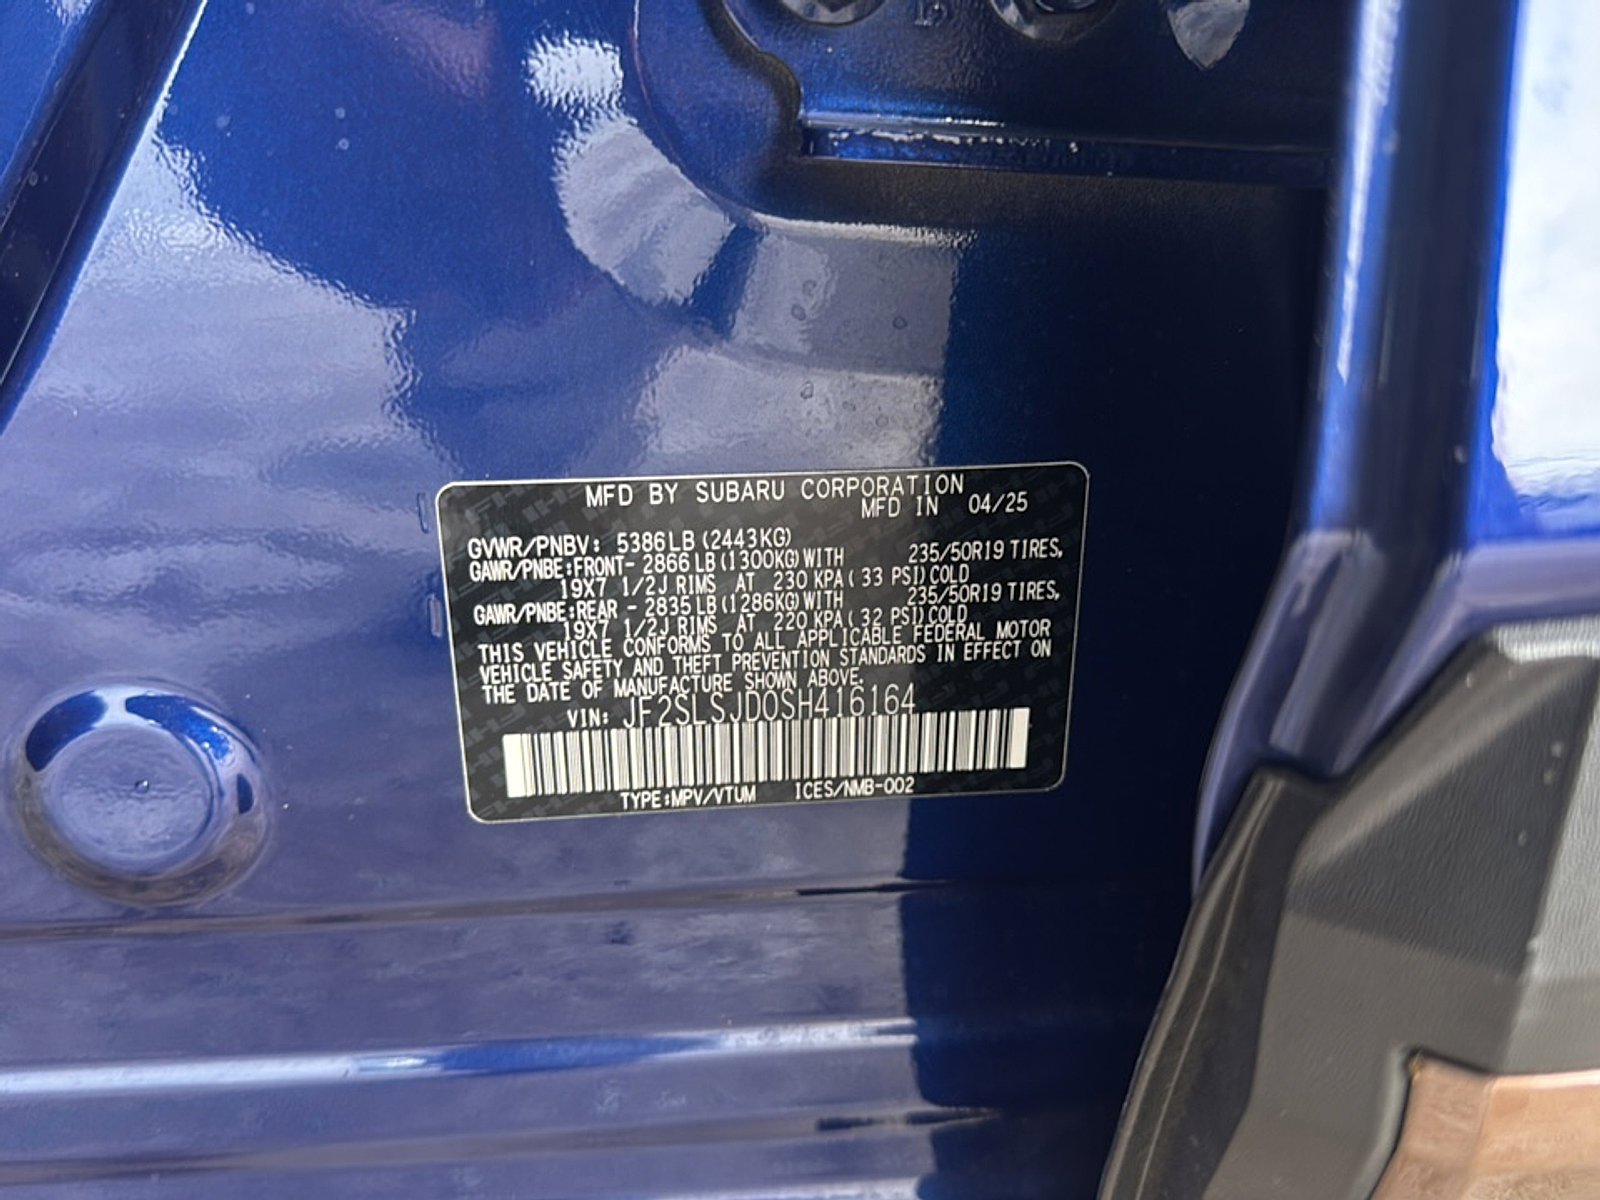 MFD BY SUBARU CORPORATION
MFD IN 04/25
GVWR/PNBV: 5386LB(2443KG)
GAWR/PNBE:FRONT- 2866LB(1300KG)WITH 235/50R19 TIRES,
19X7 1/2J RIMS AT 230 KPA( 33 PSI)COLD
GAWR/PNBE:REAR - 2835LB(1286KG)WITH 235/50R19 TIRES,
19X7 1/2J RIMS AT 220 KPA( 32 PSI)COLD
THIS VEHICLE CONFORMS TO ALL APPLICABLE FEDERAL MOTOR
VEHICLE SAFETY AND THEFT PREVENTION STANDARDS IN EFFECT ON
THE DATE OF MANUFACTURE SHOWN ABOVE.
VIN: JF2SLSJD0SH416164
TYPE:MPV/VTUM ICES/NMB-002